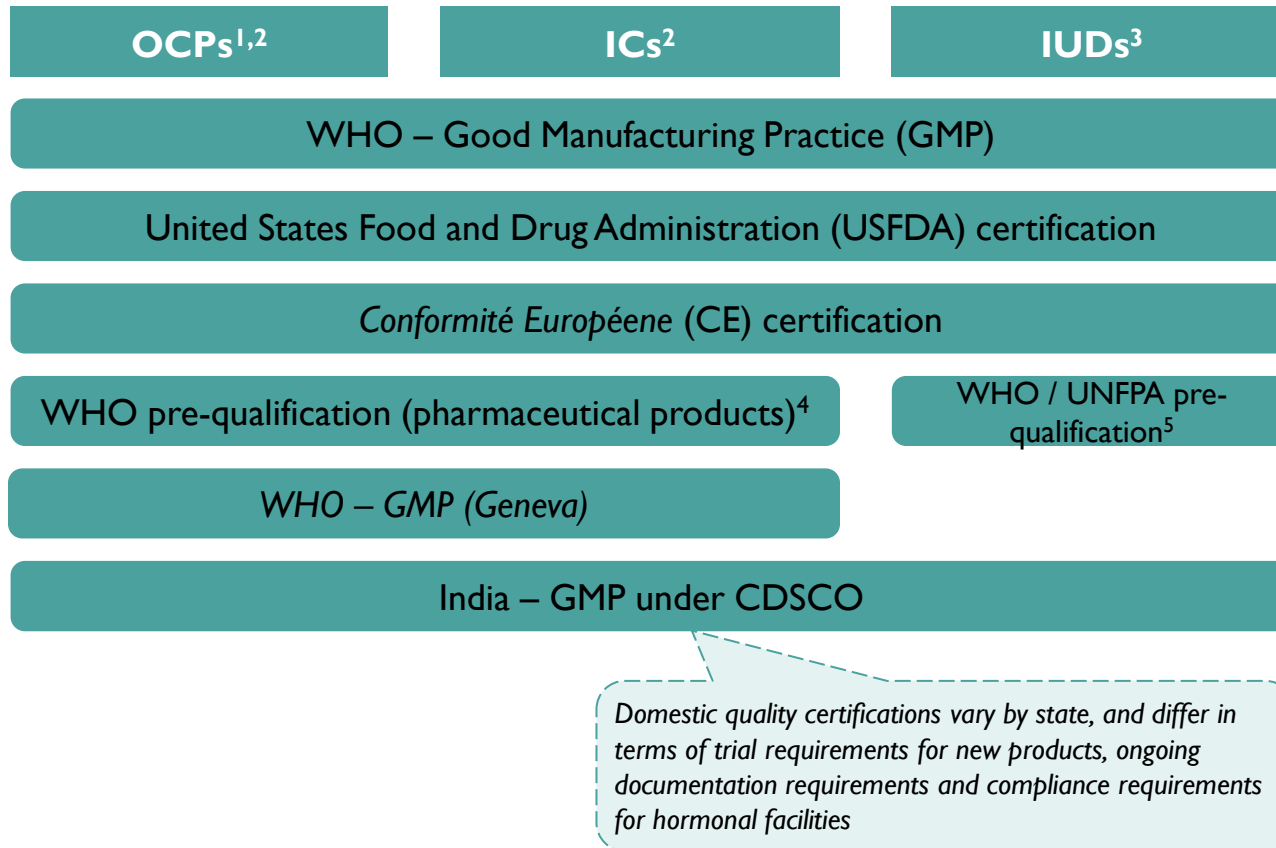 OCPs1,2
ICs2
IUDs3
WHO – Good Manufacturing Practice (GMP)
United States Food and Drug Administration (USFDA) certification
Conformité Européene (CE) certification
WHO pre-qualification (pharmaceutical products)4
WHO / UNFPA pre-
qualification5
WHO – GMP (Geneva)
India – GMP under CDSCO
Domestic quality certifications vary by state, and differ in
terms of trial requirements for new products, ongoing
documentation requirements and compliance requirements
for hormonal facilities